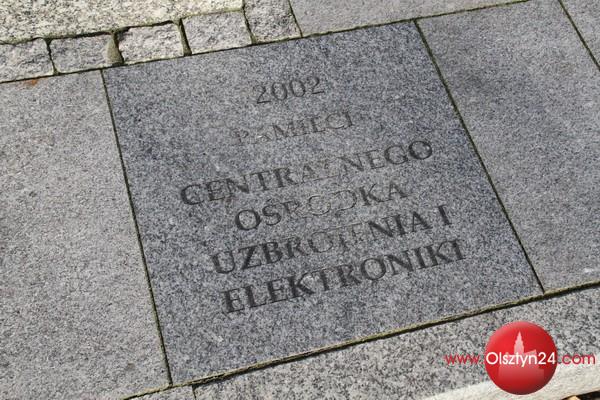 2002
PAMIĘCI
CENTRALNEGO
OŚRODKA
UZBROJENIA I
ELEKTRONIKI
www.Olsztyn24.com